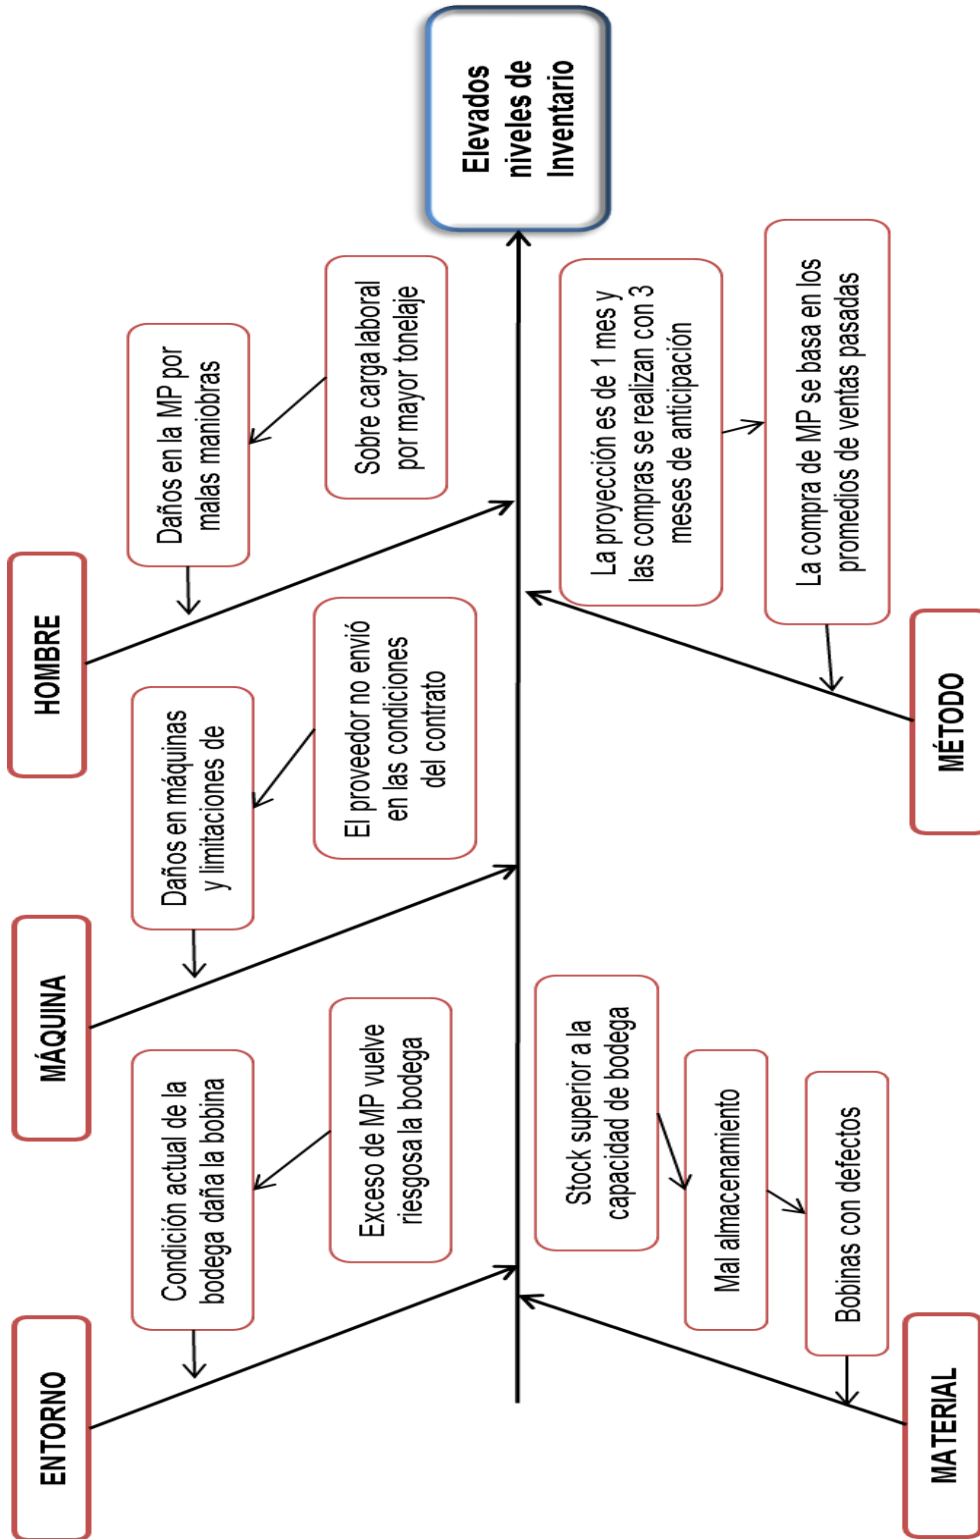 ENTORNO
MÁQUINA
HOMBRE
Condición actual de la
bodega daña la bobina
Daños en máquinas
y limitaciones de
Daños en la MP por
malas maniobras
Exceso de MP vuelve
riesgosa la bodega
El proveedor no envió
en las condiciones
del contrato
Sobre carga laboral
por mayor tonelaje
Elevados
niveles de
Inventario
Stock superior a la
capacidad de bodega
Mal almacenamiento
Bobinas con defectos
La proyección es de 1 mes y
las compras se realizan con 3
meses de anticipación
La compra de MP se basa en los
promedios de ventas pasadas
MATERIAL
MÉTODO